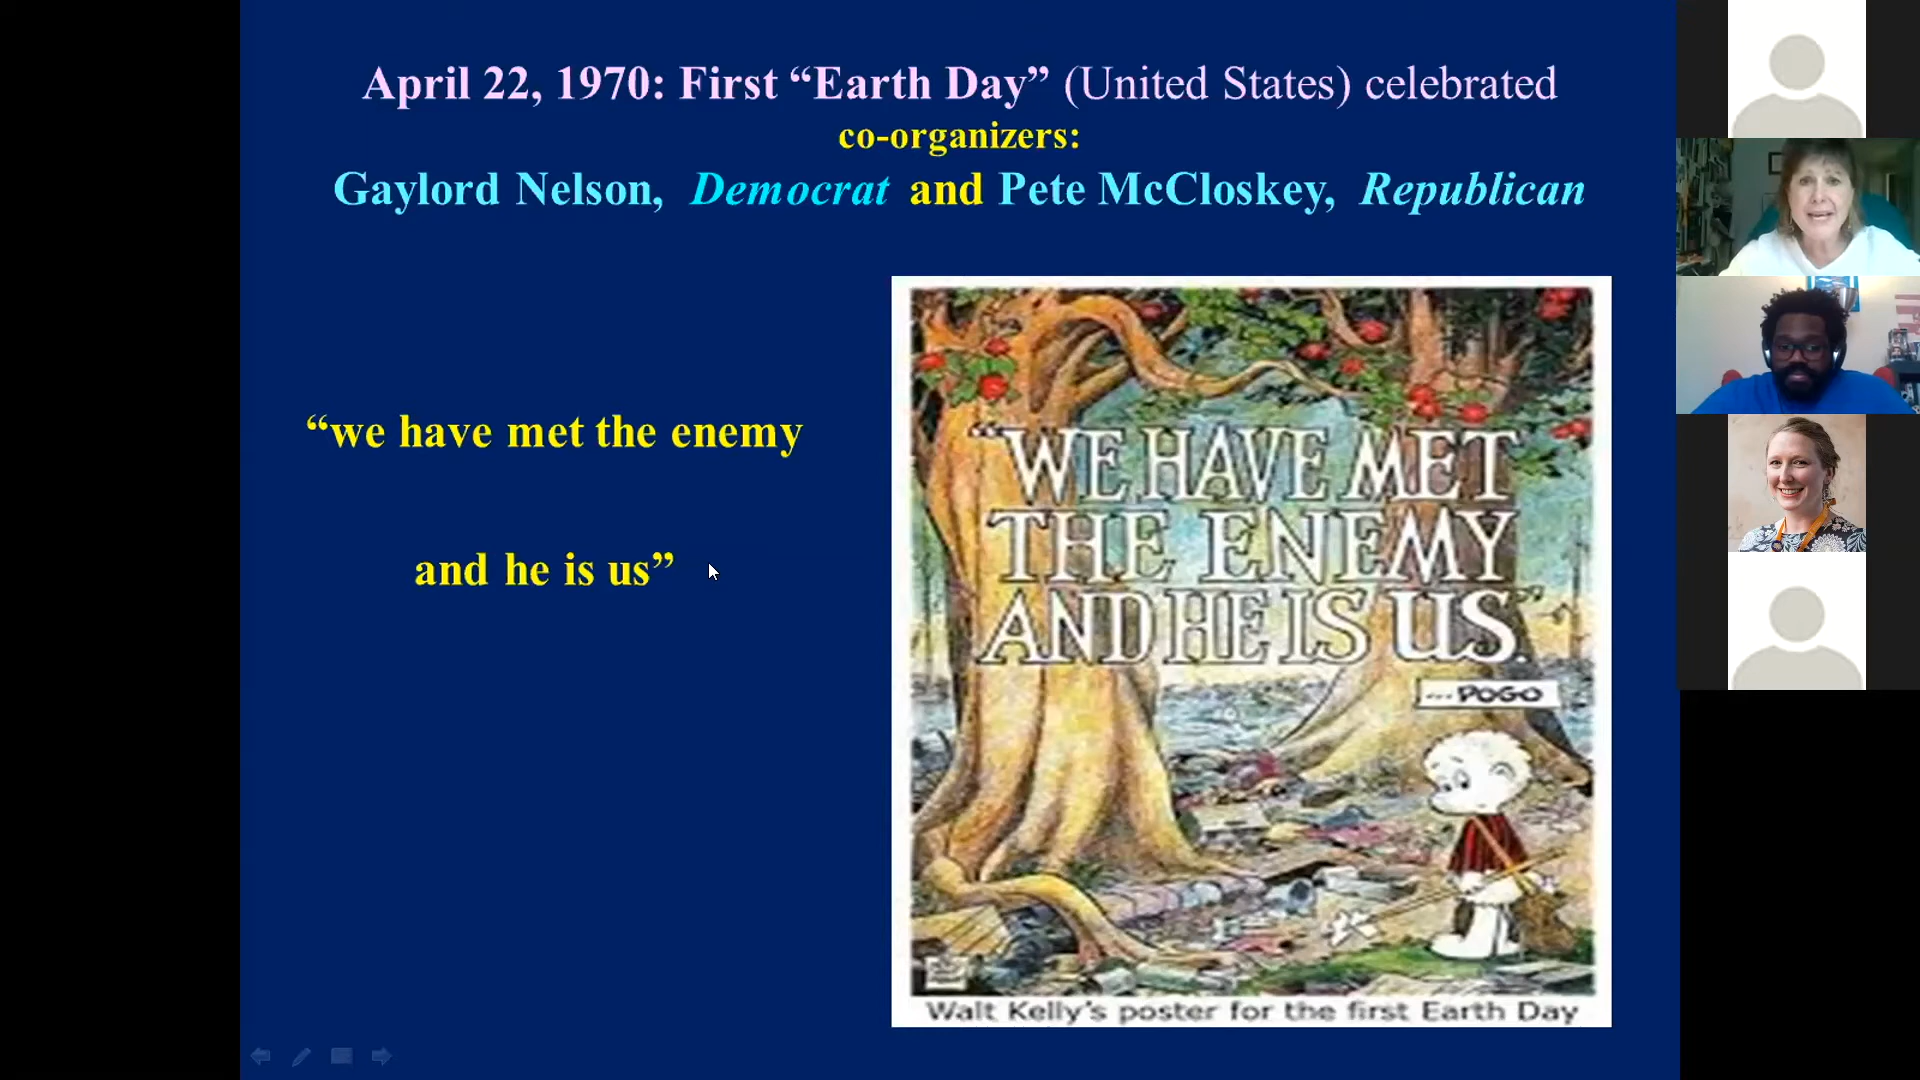 April 22, 1970: First “Earth Day” (United States) celebrated
co-organizers:
Gaylord Nelson, Democrat and Pete McCloskey, Republican
“we have met the enemy
and he is us”
“WE HAVE MET
THE ENEMY
AND HE IS US.”
...POGO
Walt Kelly's poster for the first Earth Day